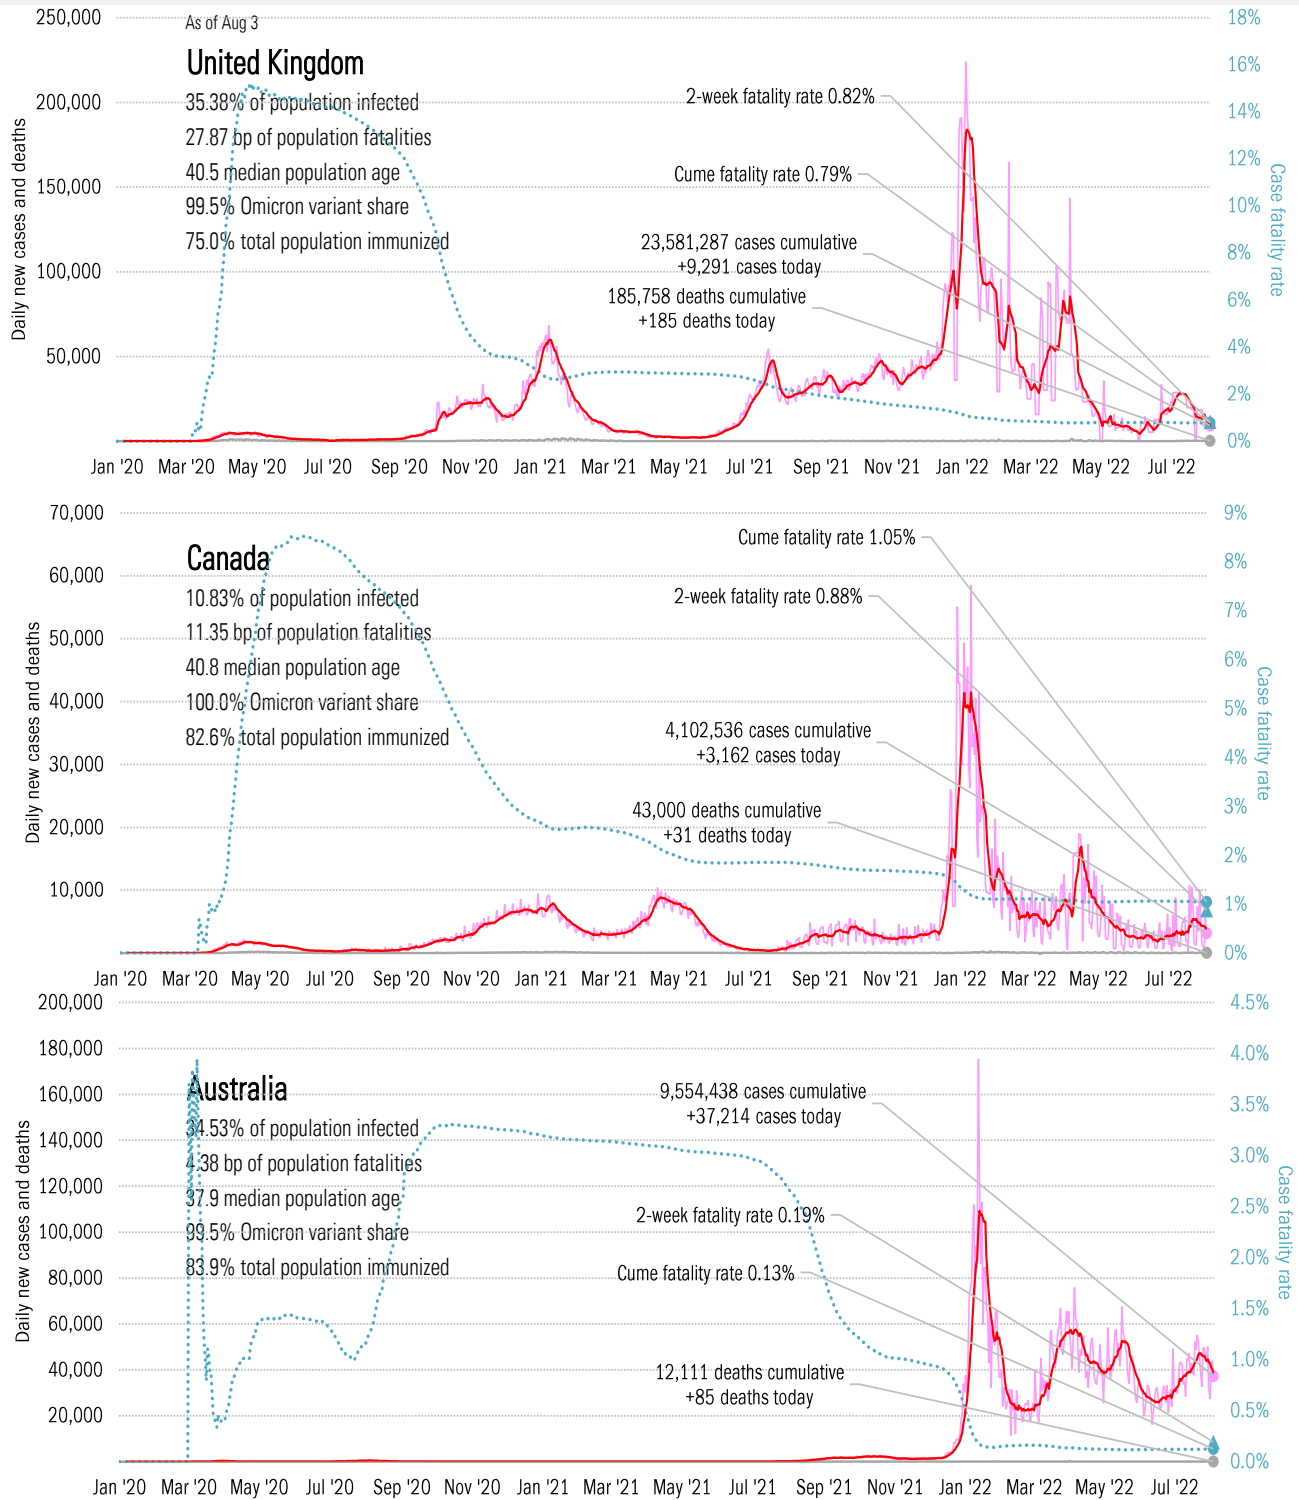 As of Aug 3
United Kingdom
35.38% of population infected
27.87 bp of population fatalities
40.5 median population age
99.5% Omicron variant share
75.0% total population immunized
2-week fatality rate 0.82%
Cume fatality rate 0.79%
23,581,287 cases cumulative
+9,291 cases today
185,758 deaths cumulative
+185 deaths today
Daily new cases and deaths
250,000
200,000
150,000
100,000
50,000
Case fatality rate
18%
16%
14%
12%
10%
8%
6%
4%
2%
0%
Jan '20 Mar '20 May '20 Jul '20 Sep '20 Nov '20 Jan '21 Mar '21 May '21 Jul '21 Sep '21 Nov '21 Jan '22 Mar '22 May '22 Jul '22
Canada
10.83% of population infected
11.35 bp of population fatalities
40.8 median population age
100.0% Omicron variant share
82.6% total population immunized
Cume fatality rate 1.05%
2-week fatality rate 0.88%
4,102,536 cases cumulative
+3,162 cases today
43,000 deaths cumulative
+31 deaths today
Daily new cases and deaths
70,000
60,000
50,000
40,000
30,000
20,000
10,000
Case fatality rate
9%
8%
7%
6%
5%
4%
3%
2%
1%
0%
Jan '20 Mar '20 May '20 Jul '20 Sep '20 Nov '20 Jan '21 Mar '21 May '21 Jul '21 Sep '21 Nov '21 Jan '22 Mar '22 May '22 Jul '22
Australia
34.53% of population infected
4.38 bp of population fatalities
37.9 median population age
99.5% Omicron variant share
83.9% total population immunized
9,554,438 cases cumulative
+37,214 cases today
2-week fatality rate 0.19%
Cume fatality rate 0.13%
12,111 deaths cumulative
+85 deaths today
Daily new cases and deaths
200,000
180,000
160,000
140,000
120,000
100,000
80,000
60,000
40,000
20,000
Case fatality rate
4.5%
4.0%
3.5%
3.0%
2.5%
2.0%
1.5%
1.0%
0.5%
0.0%
Jan '20 Mar '20 May '20 Jul '20 Sep '20 Nov '20 Jan '21 Mar '21 May '21 Jul '21 Sep '21 Nov '21 Jan '22 Mar '22 May '22 Jul '22